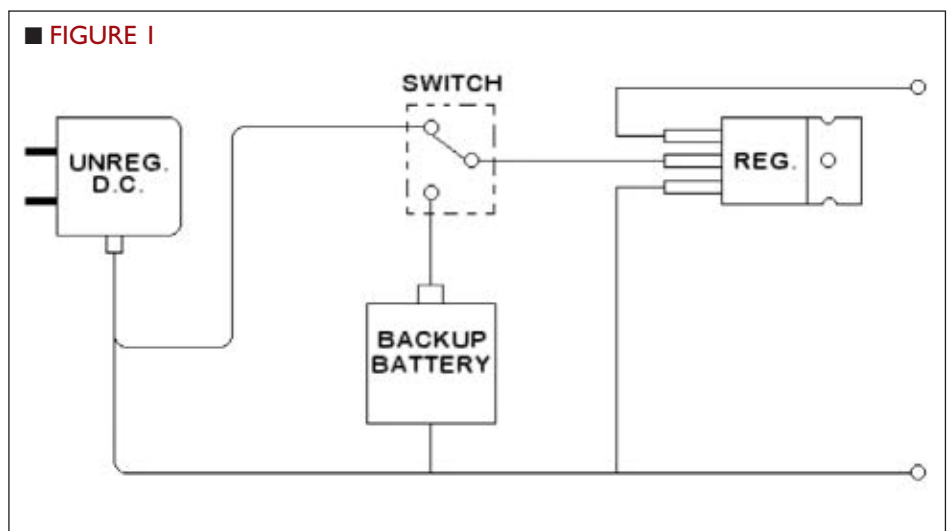 ■ FIGURE 1
SWITCH
UNREG.
D.C.
REG.
BACKUP
BATTERY